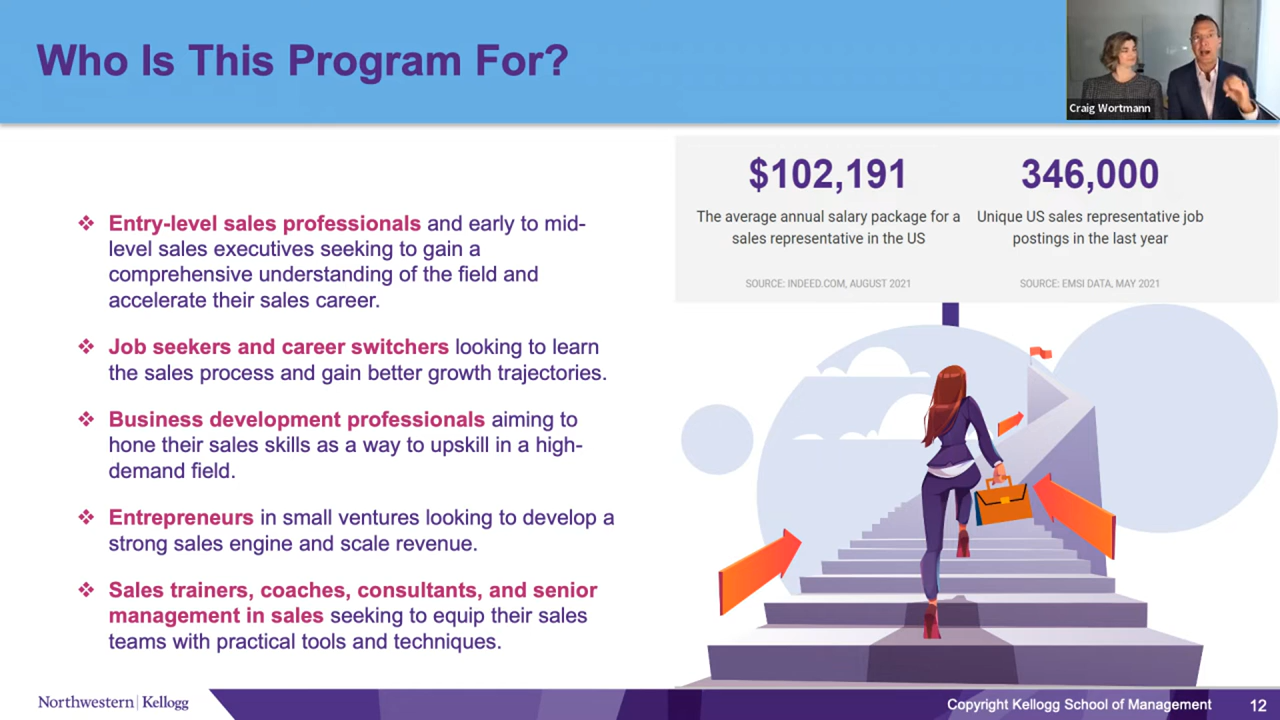 Who Is This Program For?
Craig Wortmann
$102,191
The average annual salary package for a
sales representative in the US
SOURCE: INDEED.COM, AUGUST 2021
346,000
Unique US sales representative job
postings in the last year
SOURCE: EMSI DATA, MAY 2021
❖ Entry-level sales professionals and early to mid-
level sales executives seeking to gain a
comprehensive understanding of the field and
accelerate their sales career.
❖ Job seekers and career switchers looking to learn
the sales process and gain better growth trajectories.
❖ Business development professionals aiming to
hone their sales skills as a way to upskill in a high-
demand field.
❖ Entrepreneurs in small ventures looking to develop a
strong sales engine and scale revenue.
❖ Sales trainers, coaches, consultants, and senior
management in sales seeking to equip their sales
teams with practical tools and techniques.
Northwestern | Kellogg
Copyright Kellogg School of Management 12